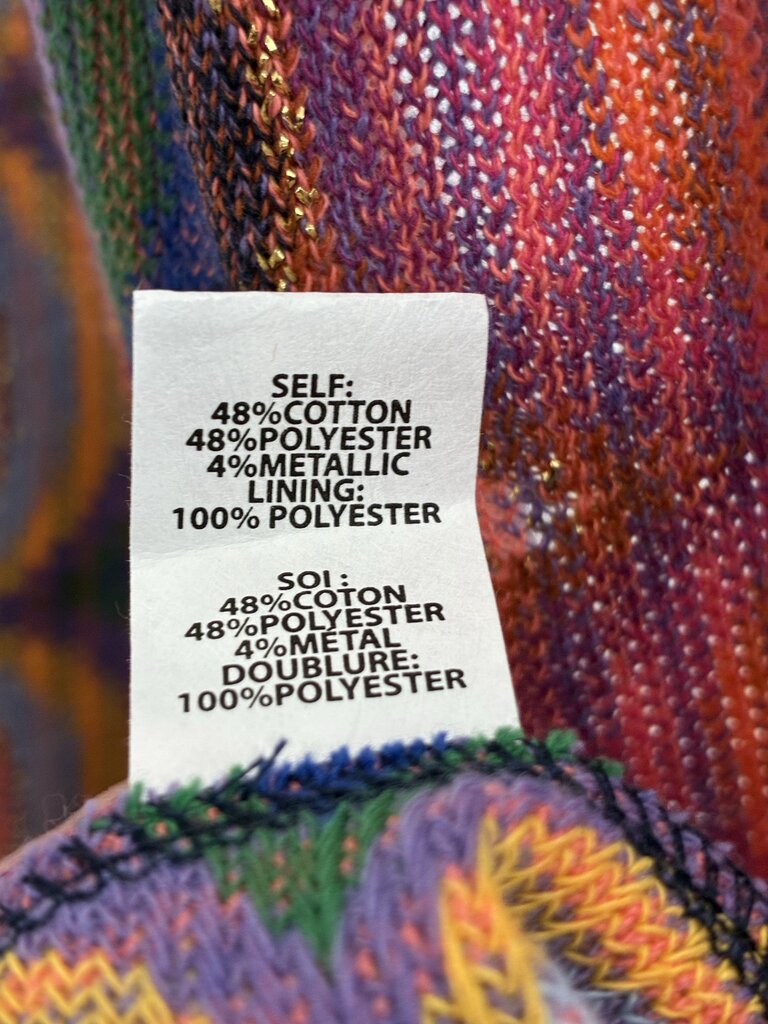 SELF:
48%COTTON
48%POLYESTER
4%METALLIC
LINING:
100% POLYESTER
SOI :
48%COTON
48%POLYESTER
4%METAL
DOUBLURE:
100%POLYESTER